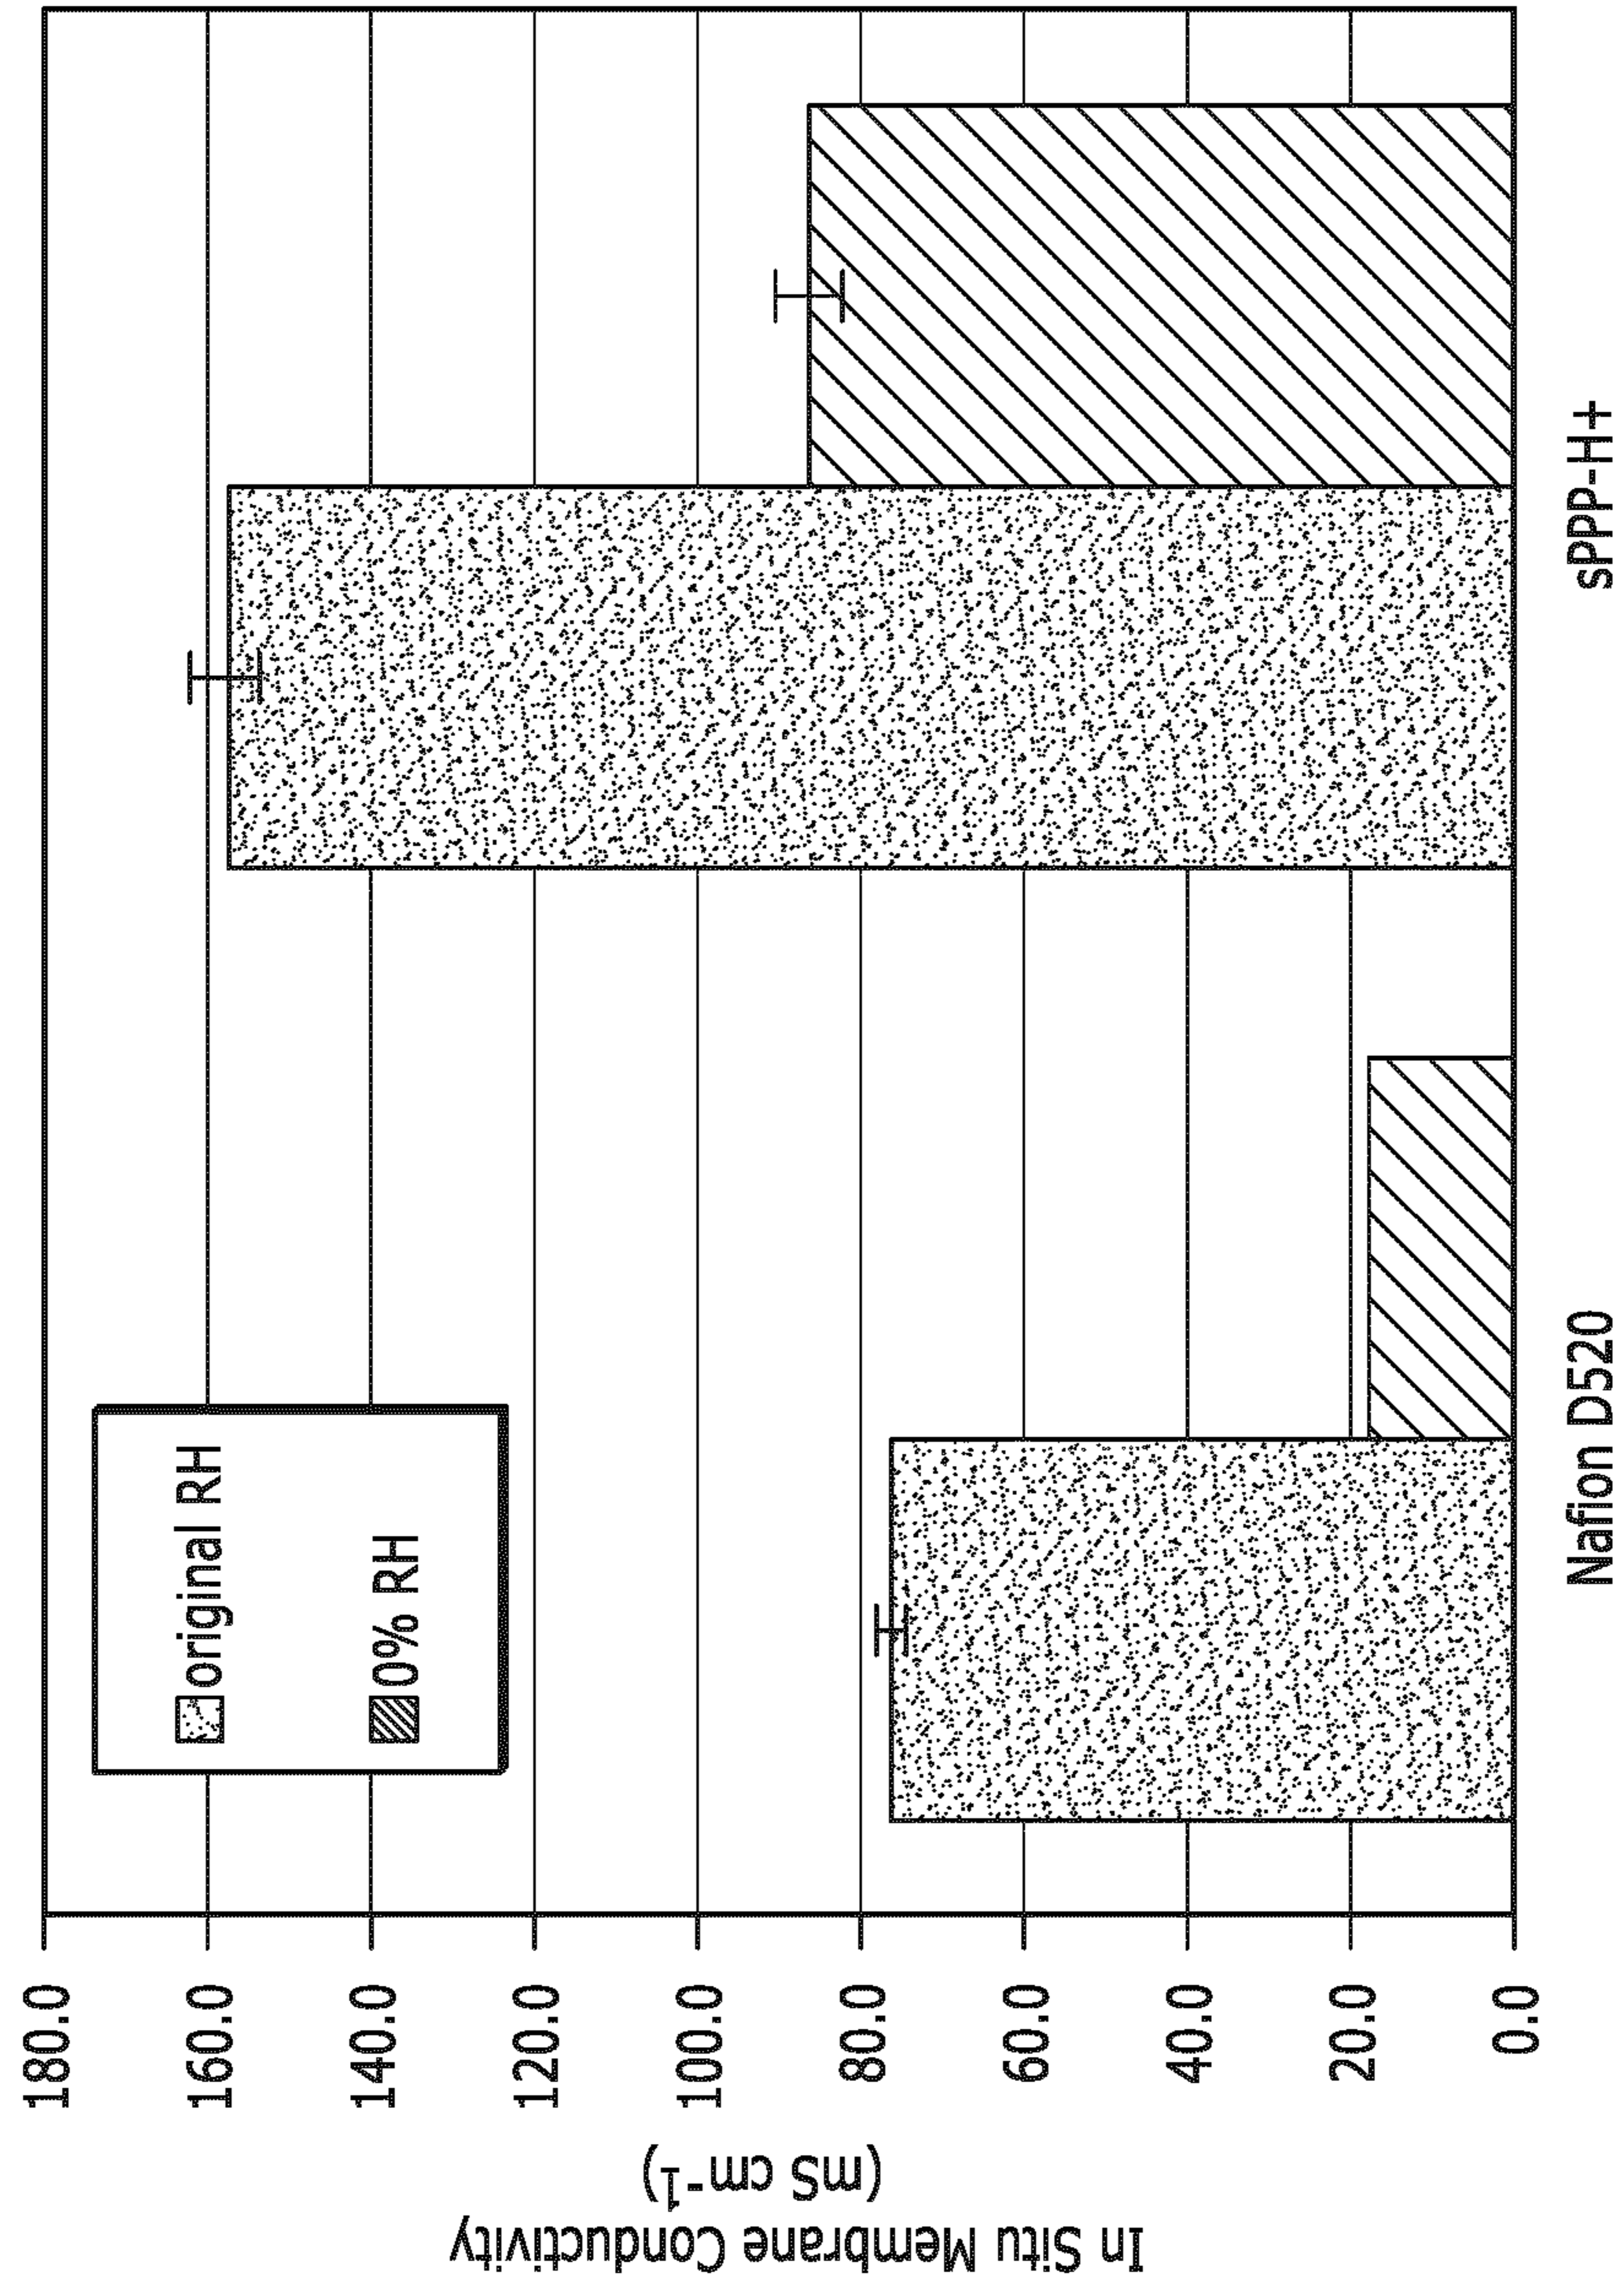 In Situ Membrane Conductivity
(mS cm⁻¹)
180.0
160.0
140.0
120.0
100.0
80.0
60.0
40.0
20.0
0.0
original RH
0% RH
Nafion D520
sPPP-H+